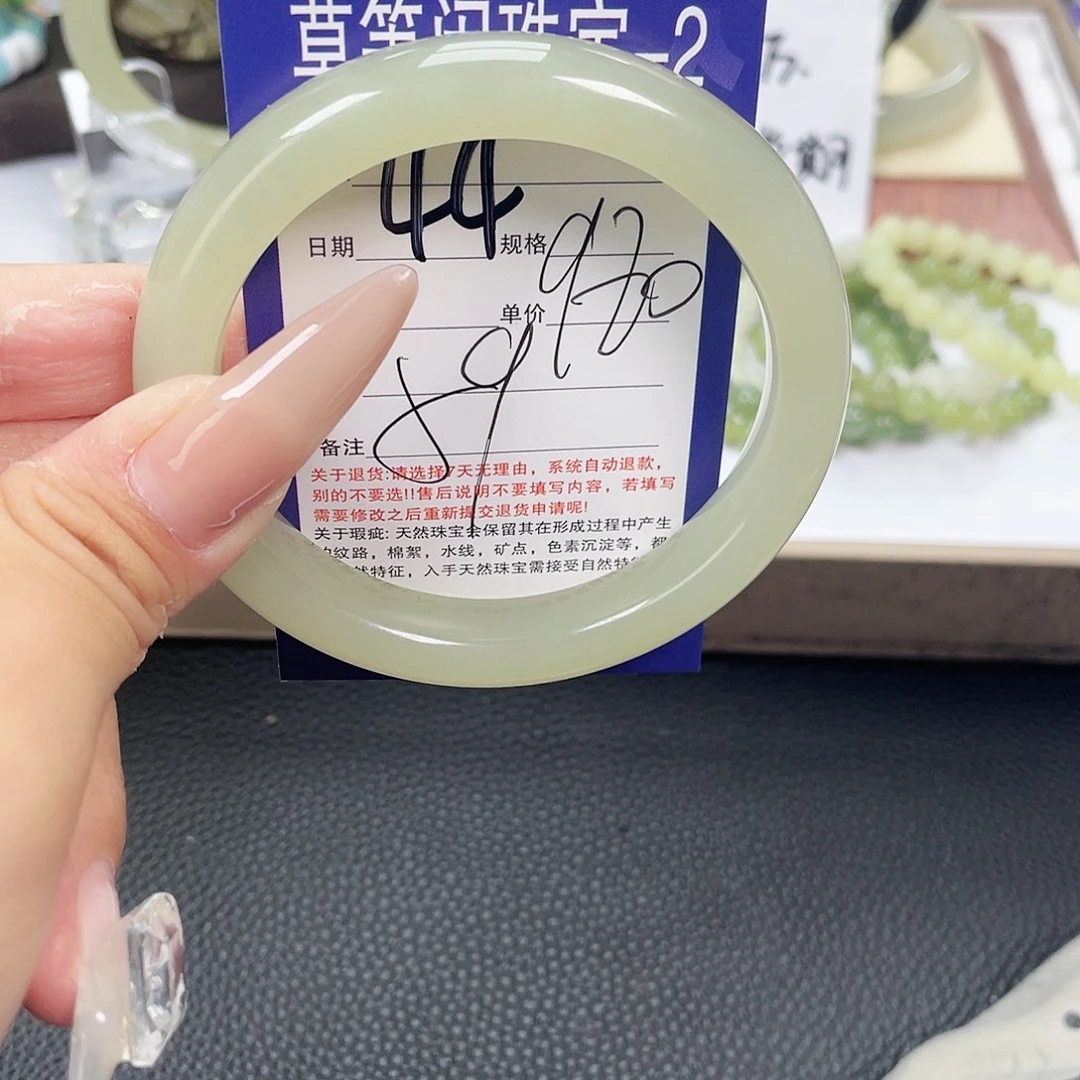 44
日期
规格
970
单价
89
备注
关于退货:请选择7天无理由，系统自动退款，
别的不要选!!售后说明不要填写内容，若填写
需要修改之后重新提交退货申请呢!
关于瑕疵: 天然珠宝会保留其在形成过程中产生
纹路，棉絮，水线，矿点，色素沉淀等，都
然特征，入手天然珠宝需接受自然特